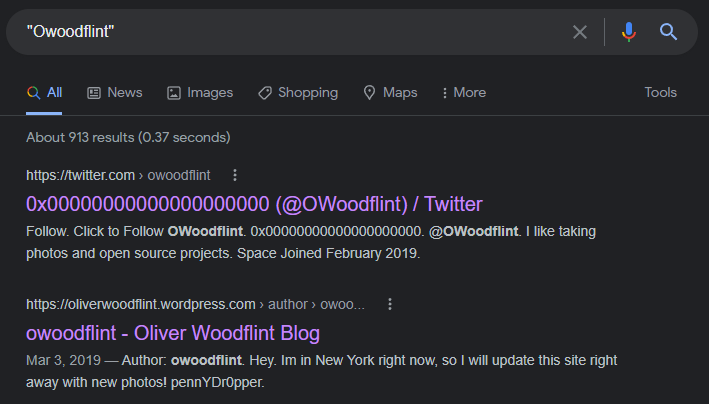 "Owoodflint"
All News Images Shopping Maps More Tools
About 913 results (0.37 seconds)
https://twitter.com › owoodflint
0x00000000000000000000 (@OWoodflint) / Twitter
Follow. Click to Follow OWoodflint. 0x00000000000000000000. @OWoodflint. I like taking
photos and open source projects. Space Joined February 2019.
https://oliverwoodflint.wordpress.com › author › owoo...
owoodflint - Oliver Woodflint Blog
Mar 3, 2019 — Author: owoodflint. Hey. Im in New York right now, so I will update this site right
away with new photos! pennYDr0pper.